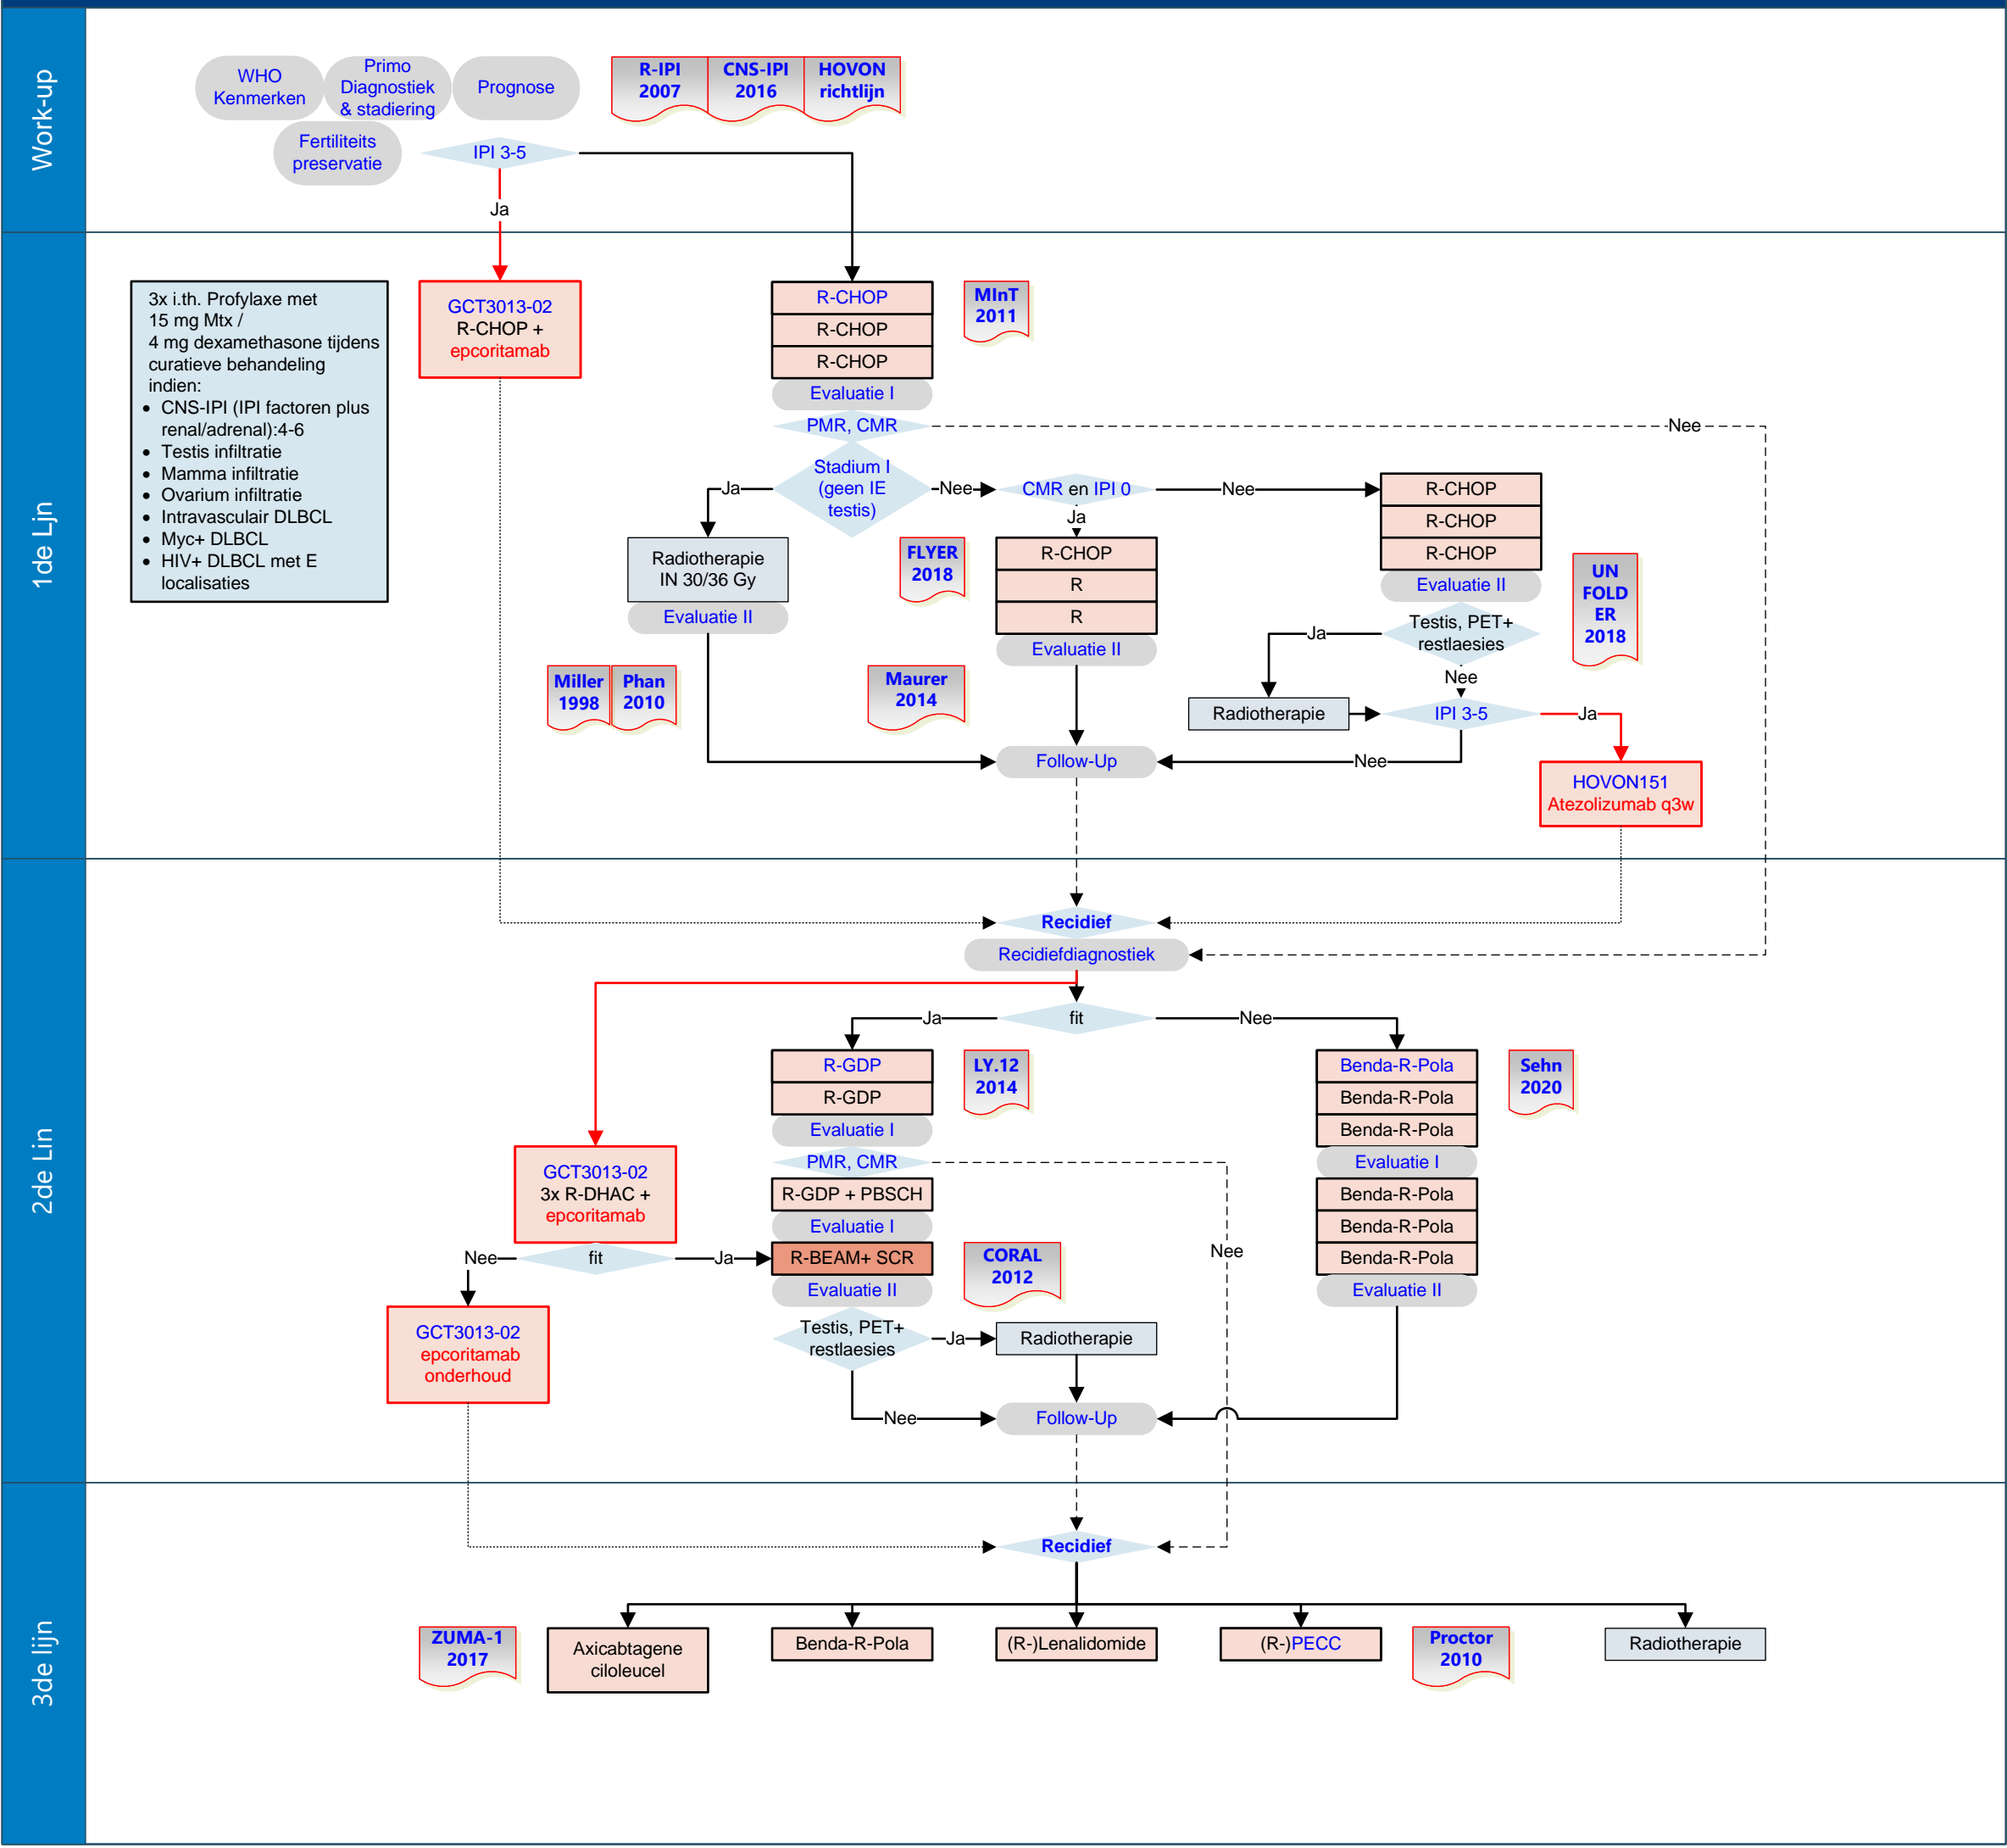 Work-up
WHO
Kenmerken
Primo
Diagnostiek
& stadiering
Prognose
R-IPI
2007
CNS-IPI
2016
HOVON
richtlijn
Fertiliteits
preservatie
IPI 3-5
Ja
1de Ljn
3x i.th. Profylaxe met
15 mg Mtx /
4 mg dexamethasone tijdens
curatieve behandeling
indien:
• CNS-IPI (IPI factoren plus
renal/adrenal):4-6
• Testis infiltratie
• Mamma infiltratie
• Ovarium infiltratie
• Intravasculair DLBCL
• Myc+ DLBCL
• HIV+ DLBCL met E
localisaties
GCT3013-02
R-CHOP +
epcoritamab
R-CHOP
R-CHOP
R-CHOP
MInT
2011
Evaluatie I
PMR, CMR
Nee
Stadium I
(geen IE
testis)
Ja
Nee
CMR en IPI 0
Nee
Ja
Radiotherapie
IN 30/36 Gy
Evaluatie II
FLYER
2018
R-CHOP
R
R
Evaluatie II
R-CHOP
R-CHOP
R-CHOP
Evaluatie II
UN
FOLD
ER
2018
Testis, PET+
restlaesies
Ja
Nee
Miller
1998
Phan
2010
Maurer
2014
Radiotherapie
IPI 3-5
Ja
Nee
Follow-Up
HOVON151
Atezolizumab q3w
2de Lin
Recidief
Recidiefdiagnostiek
fit
Ja
Nee
R-GDP
R-GDP
Evaluatie I
PMR, CMR
R-GDP + PBSCH
Evaluatie I
R-BEAM+ SCR
Evaluatie II
LY.12
2014
Benda-R-Pola
Benda-R-Pola
Benda-R-Pola
Evaluatie I
Benda-R-Pola
Benda-R-Pola
Benda-R-Pola
Evaluatie II
Sehn
2020
GCT3013-02
3x R-DHAC +
epcoritamab
Nee
fit
Ja
CORAL
2012
Nee
GCT3013-02
epcoritamab
onderhoud
Testis, PET+
restlaesies
Ja
Radiotherapie
Nee
Follow-Up
3de lijn
Recidief
ZUMA-1
2017
Axicabtagene
ciloleucel
Benda-R-Pola
(R-)Lenalidomide
(R-)PECC
Proctor
2010
Radiotherapie